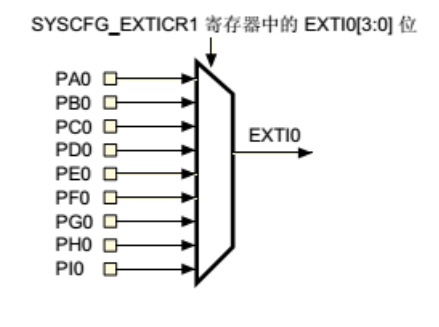 SYSCFG_EXTICR1 寄存器中的 EXTI0[3:0] 位
PA0
PB0
PC0
PD0
EXTI0
PE0
PF0
PG0
PH0
PI0